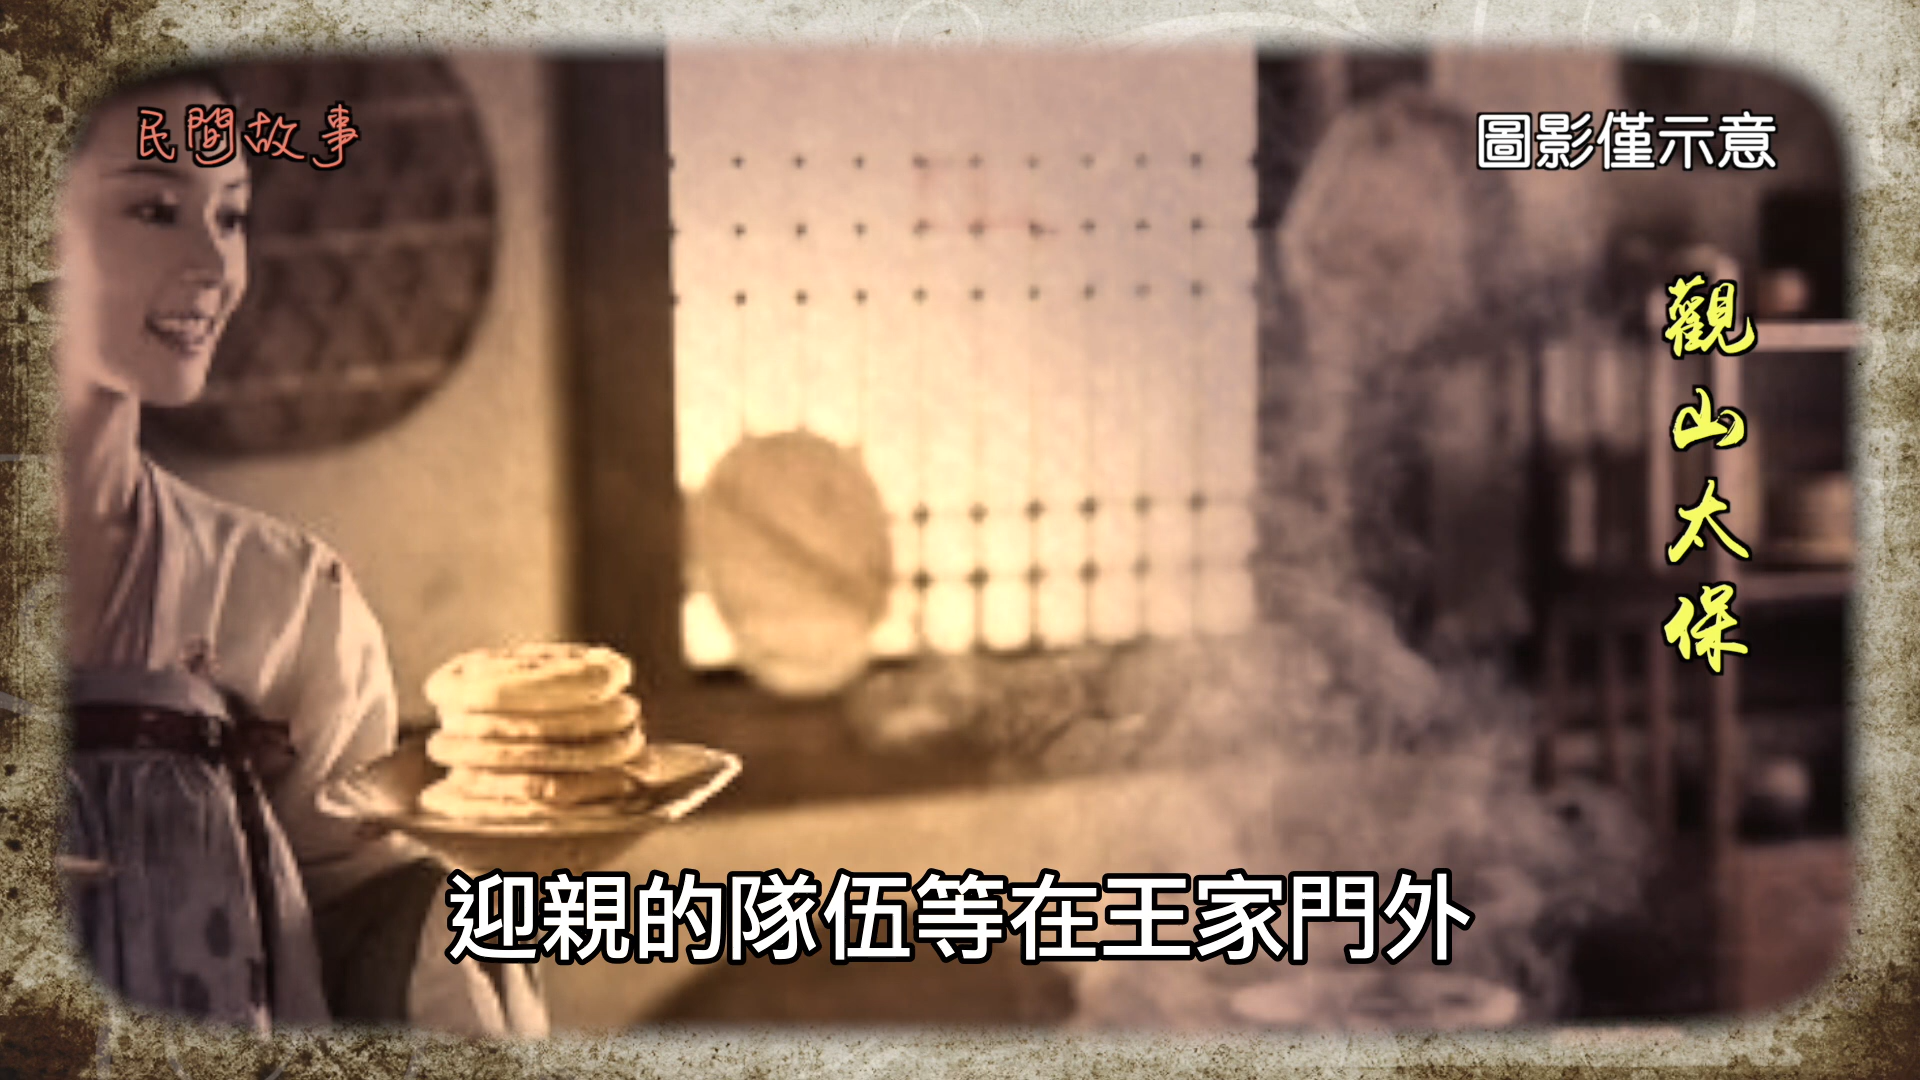 民間故事
圖影僅示意
觀山太保
迎親的隊伍等在王家門外